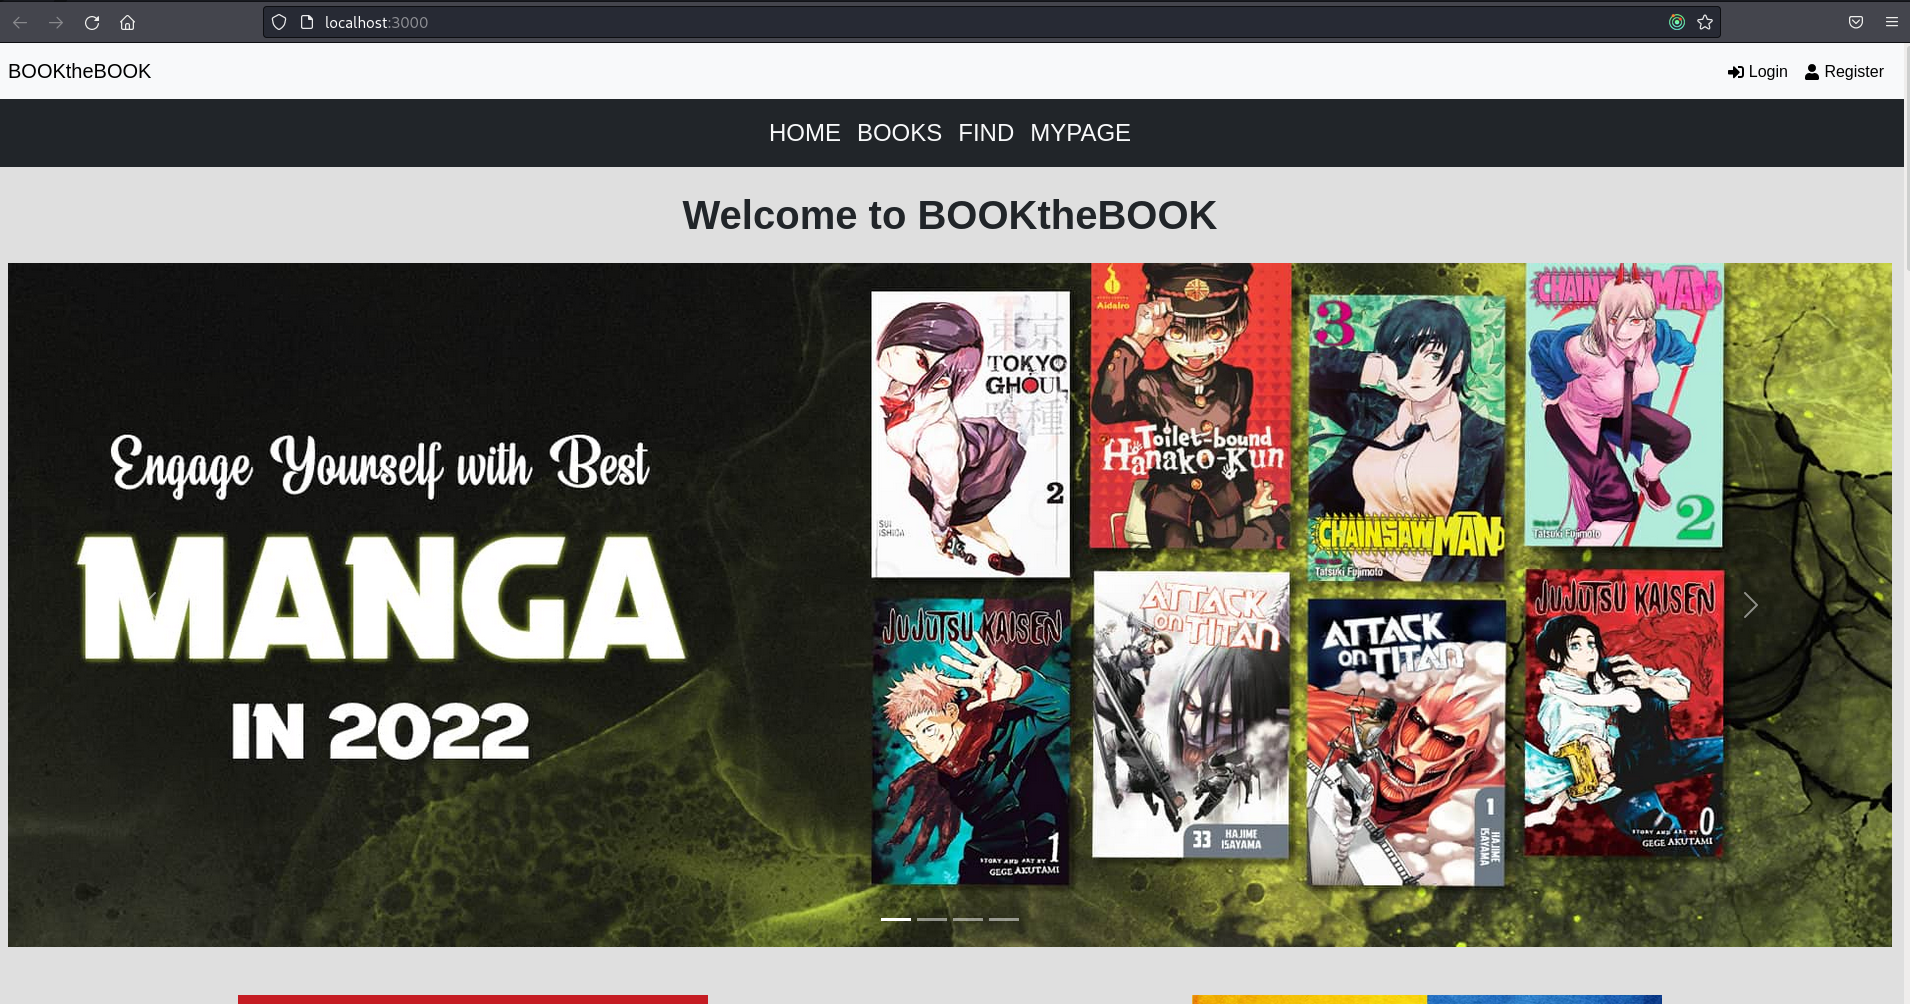 localhost:3000
BOOKtheBOOK
Login
Register
HOME BOOKS FIND MYPAGE
Welcome to BOOKtheBOOK
Engage Yourself with Best
MANGA
IN 2022
東京
TOKYO
GHOUL
喰種
2
SUI
ISHIDA
1
AidaIro
Toilet-bound
Hanako-Kun
3
CHAINSAW MAN
Tatsuki Fujimoto
CHAINSAW MAN
Tatsuki Fujimoto
2
JUJUTSU KAISEN
1
STORY AND ART BY
GEGE AKUTAMI
ATTACK
on TITAN
33 HAJIME
ISAYAMA
ATTACK
on TITAN
1
HAJIME
ISAYAMA
JUJUTSU KAISEN
0
STORY AND ART BY
GEGE AKUTAMI